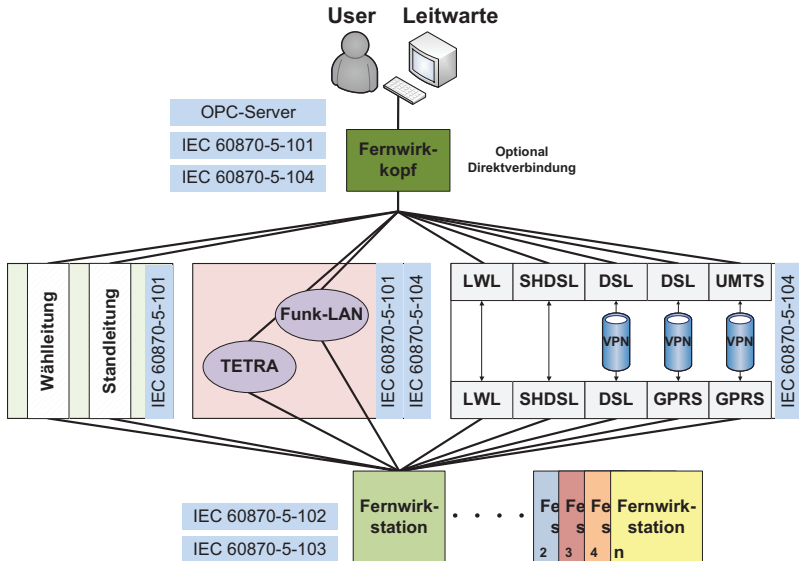 User Leitwarte
OPC-Server
IEC 60870-5-101
IEC 60870-5-104
Fernwirk-
kopf
Optional
Direktverbindung
Wählleitung
Standleitung
IEC 60870-5-101
Funk-LAN
TETRA
IEC 60870-5-101
IEC 60870-5-104
LWL SHDSL DSL DSL UMTS
VPN VPN VPN
LWL SHDSL DSL GPRS GPRS
IEC 60870-5-104
IEC 60870-5-102
IEC 60870-5-103
Fernwirk-
station
. . . .
Fe
s
2
Fe
s
3
Fe
s
4
Fernwirk-
station
n